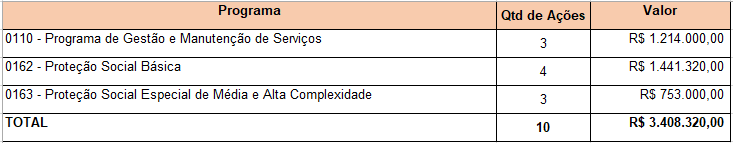 Programa Qtd de Ações Valor
0110 - Programa de Gestão e Manutenção de Serviços 3 R$ 1.214.000,00
0162 - Proteção Social Básica 4 R$ 1.441.320,00
0163 - Proteção Social Especial de Média e Alta Complexidade 3 R$ 753.000,00
TOTAL 10 R$ 3.408.320,00